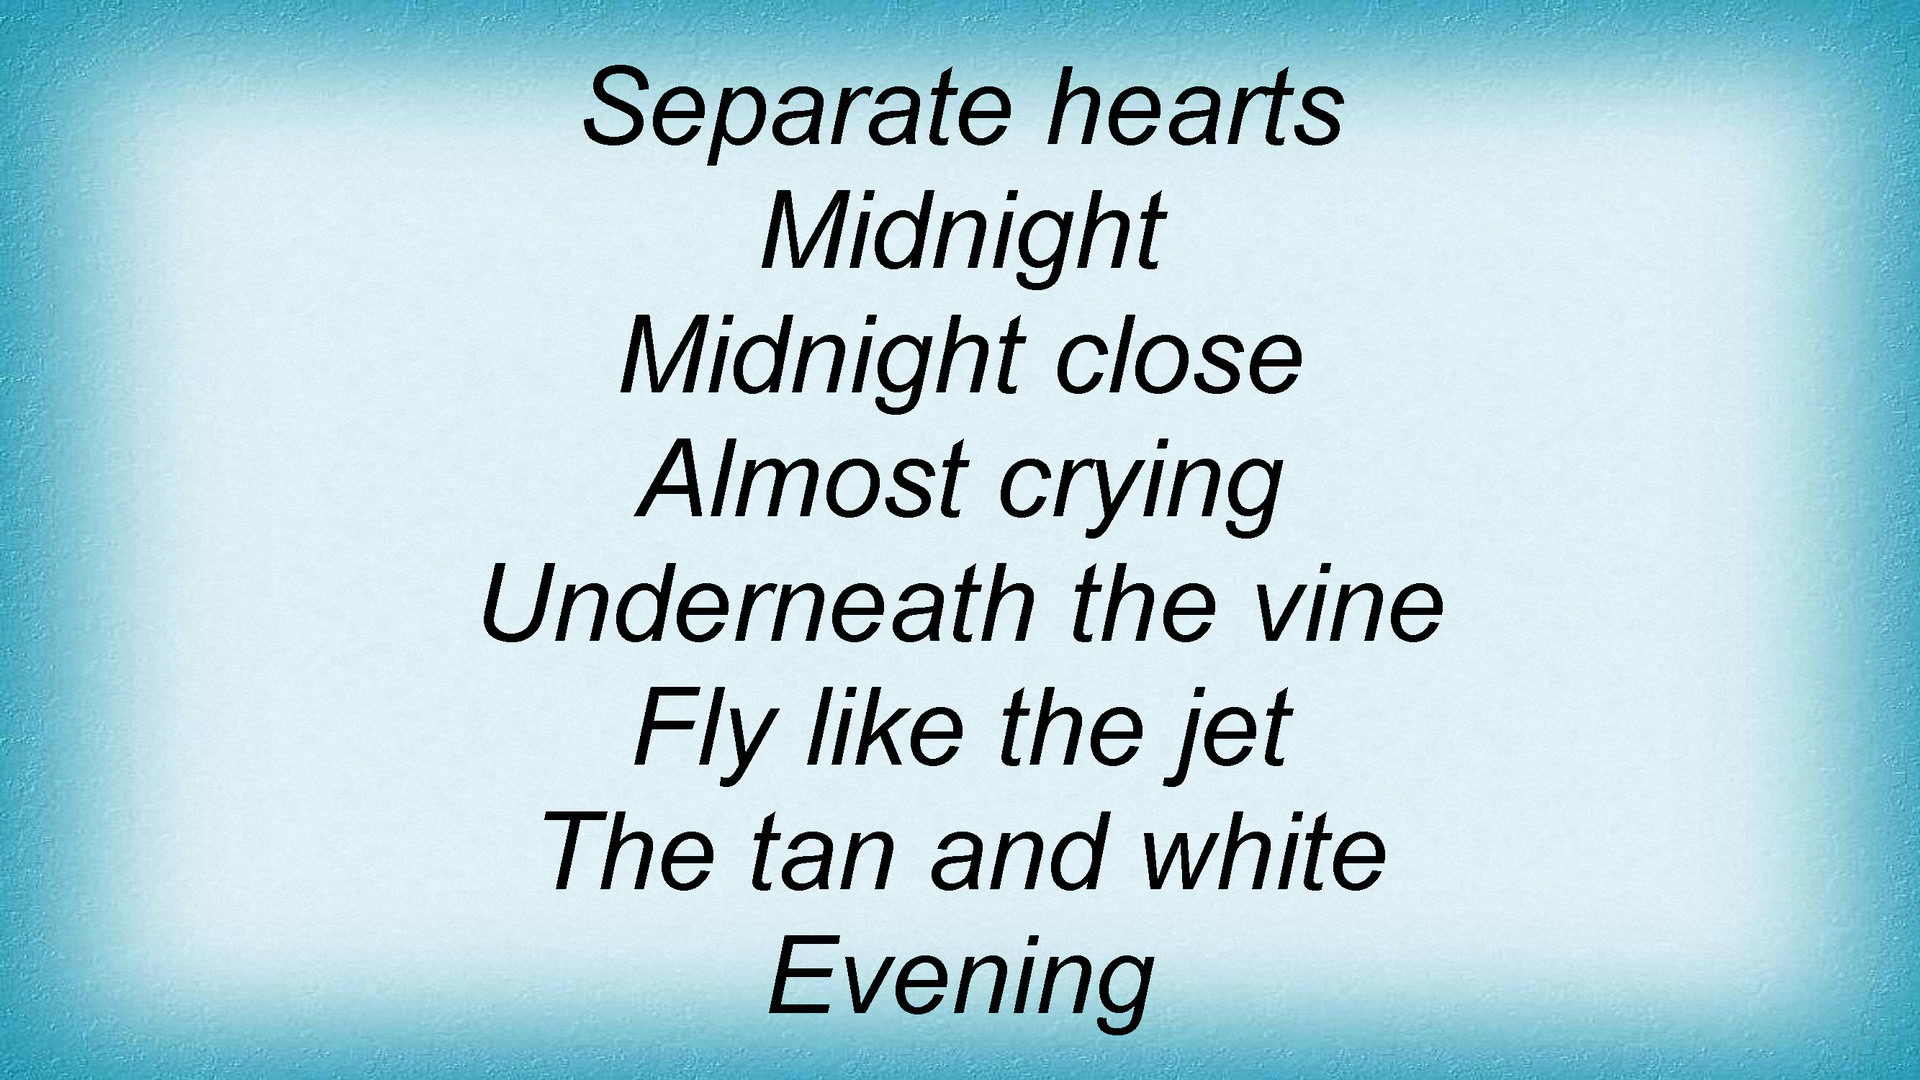 Separate hearts
Midnight
Midnight close
Almost crying
Underneath the vine
Fly like the jet
The tan and white
Evening